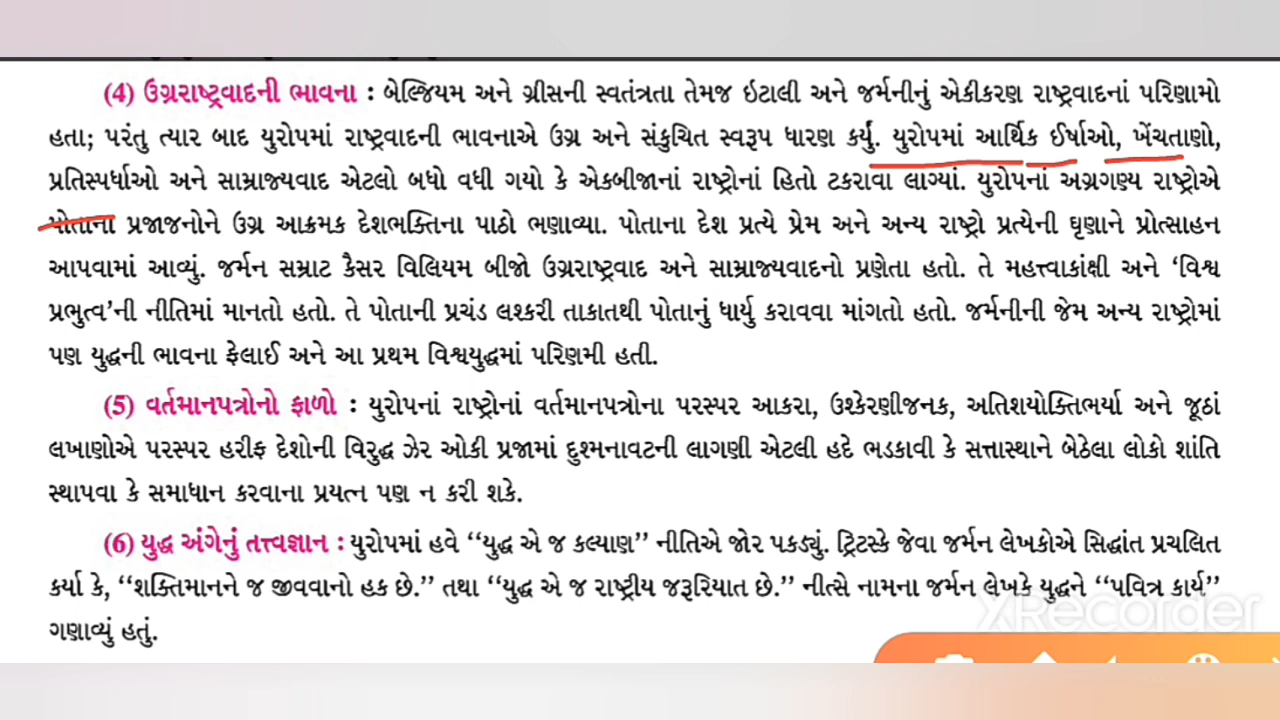 (4) ઉગ્રરાષ્ટ્રવાદની ભાવના : બેલ્જિયમ અને ગ્રીસની સ્વતંત્રતા તેમજ ઇટાલી અને જર્મનીનું એકીકરણ રાષ્ટ્રવાદનાં પરિણામો
હતા; પરંતુ ત્યાર બાદ યુરોપમાં રાષ્ટ્રવાદની ભાવનાએ ઉગ્ર અને સંકુચિત સ્વરૂપ ધારણ કર્યું. યુરોપમાં આર્થિક ઈર્ષાઓ, ખેંચતાણો,
પ્રતિસ્પર્ધાઓ અને સામ્રાજ્યવાદ એટલો બધો વધી ગયો કે એકબીજાનાં રાષ્ટ્રોનાં હિતો ટકરાવા લાગ્યાં. યુરોપનાં અગ્રગણ્ય રાષ્ટ્રોએ
પોતાના પ્રજાજનોને ઉગ્ર આક્રમક દેશભક્તિના પાઠો ભણાવ્યા. પોતાના દેશ પ્રત્યે પ્રેમ અને અન્ય રાષ્ટ્રો પ્રત્યેની ઘૃણાને પ્રોત્સાહન
આપવામાં આવ્યું. જર્મન સમ્રાટ કૈસર વિલિયમ બીજો ઉગ્રરાષ્ટ્રવાદ અને સામ્રાજ્યવાદનો પ્રણેતા હતો. તે મહત્ત્વાકાંક્ષી અને ‘વિશ્વ
પ્રભુત્વ’ની નીતિમાં માનતો હતો. તે પોતાની પ્રચંડ લશ્કરી તાકાતથી પોતાનું ધાર્યુ કરાવવા માંગતો હતો. જર્મનીની જેમ અન્ય રાષ્ટ્રોમાં
પણ યુદ્ધની ભાવના ફેલાઈ અને આ પ્રથમ વિશ્વયુદ્ધમાં પરિણમી હતી.
(5) વર્તમાનપત્રોનો ફાળો : યુરોપનાં રાષ્ટ્રોનાં વર્તમાનપત્રોના પરસ્પર આકરા, ઉશ્કેરણીજનક, અતિશયોક્તિભર્યા અને જૂઠાં
લખાણોએ પરસ્પર હરીફ દેશોની વિરુદ્ધ ઝેર ઓકી પ્રજામાં દુશ્મનાવટની લાગણી એટલી હદે ભડકાવી કે સત્તાસ્થાને બેઠેલા લોકો શાંતિ
સ્થાપવા કે સમાધાન કરવાના પ્રયત્ન પણ ન કરી શકે.
(6) યુદ્ધ અંગેનું તત્ત્વજ્ઞાન : યુરોપમાં હવે “યુદ્ધ એ જ કલ્યાણ” નીતિએ જોર પકડ્યું. ટ્રિટસ્કે જેવા જર્મન લેખકોએ સિદ્ધાંત પ્રચલિત
કર્યા કે, “શક્તિમાનને જ જીવવાનો હક છે.” તથા “યુદ્ધ એ જ રાષ્ટ્રીય જરૂરિયાત છે.” નીત્સે નામના જર્મન લેખકે યુદ્ધને “પવિત્ર કાર્ય”
ગણાવ્યું હતું.
XRecorder